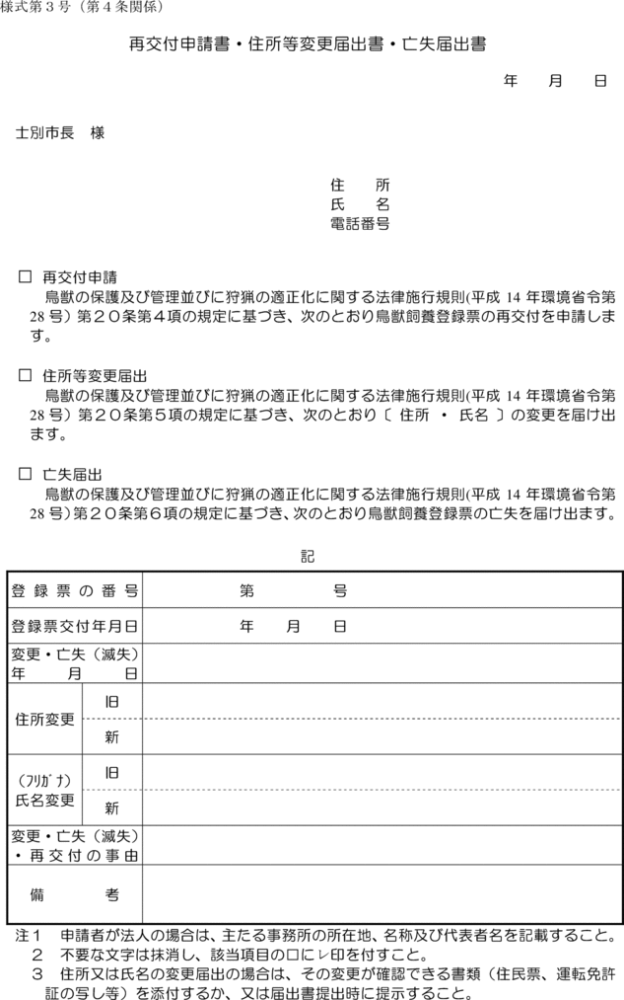 様式第３号（第４条関係）
再交付申請書・住所等変更届出書・亡失届出書
年　　月　　日
士別市長　様
住　　所
氏　　名
電話番号
□ 再交付申請
鳥獣の保護及び管理並びに狩猟の適正化に関する法律施行規則(平成 14 年環境省令第
28 号）第２０条第４項の規定に基づき、次のとおり鳥獣飼養登録票の再交付を申請しま
す。
□ 住所等変更届出
鳥獣の保護及び管理並びに狩猟の適正化に関する法律施行規則(平成 14 年環境省令第
28 号）第２０条第５項の規定に基づき、次のとおり〔 住所 ・ 氏名 〕の変更を届け出
ます。
□ 亡失届出
鳥獣の保護及び管理並びに狩猟の適正化に関する法律施行規則(平成 14 年環境省令第
28 号）第２０条第６項の規定に基づき、次のとおり鳥獣飼養登録票の亡失を届け出ます。
記
登録票の番号　第　　　　　号
登録票交付年月日　年　　月　　日
変更・亡失（滅失）
年　　月　　日
住所変更
旧
新
（ﾌﾘｶﾞﾅ）
氏名変更
旧
新
変更・亡失（滅失）
・再交付の事由
備　　　考
注１　申請者が法人の場合は、主たる事務所の所在地、名称及び代表者名を記載すること。
２　不要な文字は抹消し、該当項目の□にレ印を付すこと。
３　住所又は氏名の変更届出の場合は、その変更が確認できる書類（住民票、運転免許
証の写し等）を添付するか、又は届出書提出時に提示すること。